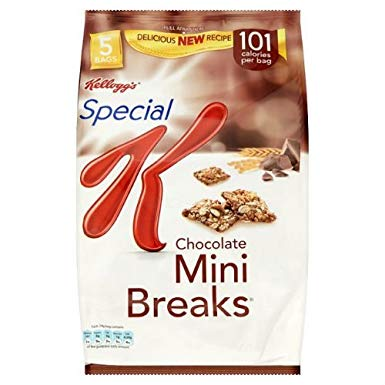 5
BAGS
DELICIOUS NEW RECIPE
101
calories
per bag
Kellogg's
Special
K
Chocolate
Mini
Breaks